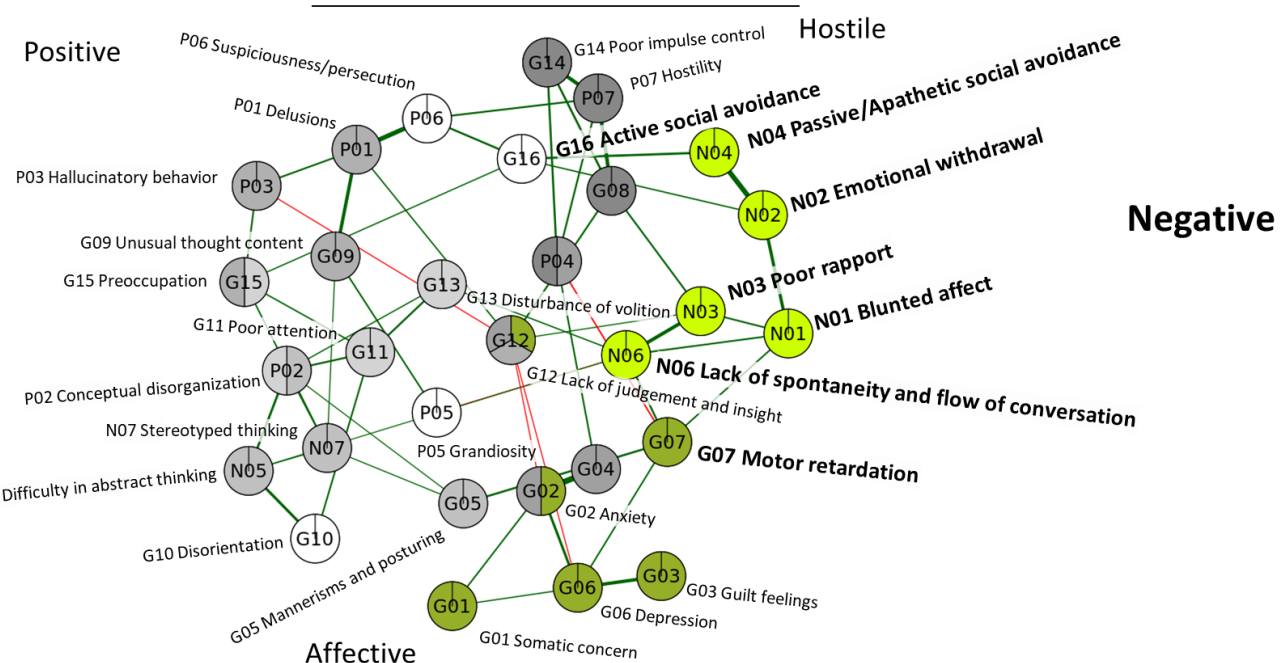 Positive
Hostile
Negative
Affective
P06 Suspiciousness/persecution
G14 Poor impulse control
P07 Hostility
P01 Delusions
G16 Active social avoidance
N04 Passive/Apathetic social avoidance
P03 Hallucinatory behavior
N02 Emotional withdrawal
G09 Unusual thought content
G15 Preoccupation
N03 Poor rapport
G13 Disturbance of volition
N01 Blunted affect
G11 Poor attention
P02 Conceptual disorganization
G12 Lack of judgement and insight
N06 Lack of spontaneity and flow of conversation
N07 Stereotyped thinking
P05 Grandiosity
G07 Motor retardation
Difficulty in abstract thinking
G02 Anxiety
G10 Disorientation
G05 Mannerisms and posturing
G03 Guilt feelings
G06 Depression
G01 Somatic concern
G14
P07
P06
P01
G16
N04
P03
G08
N02
G09
P04
G15
G13
N03
N01
G12
G11
N06
P02
P05
G07
N07
N05
G04
G02
G05
G10
G03
G06
G01